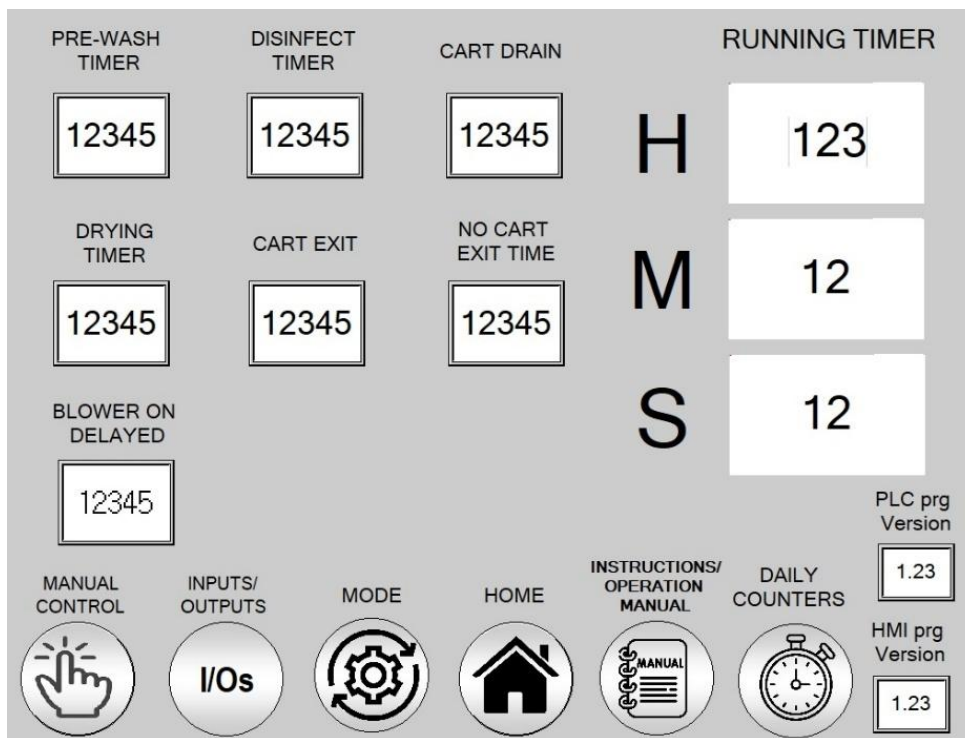 PRE-WASH
TIMER
12345
DISINFECT
TIMER
12345
CART DRAIN
12345
RUNNING TIMER
H
123
DRYING
TIMER
12345
CART EXIT
12345
NO CART
EXIT TIME
12345
M
12
BLOWER ON
DELAYED
12345
S
12
PLC prg
Version
1.23
MANUAL
CONTROL
INPUTS/
OUTPUTS
I/Os
MODE
HOME
INSTRUCTIONS/
OPERATION
MANUAL
MANUAL
DAILY
COUNTERS
HMI prg
Version
1.23